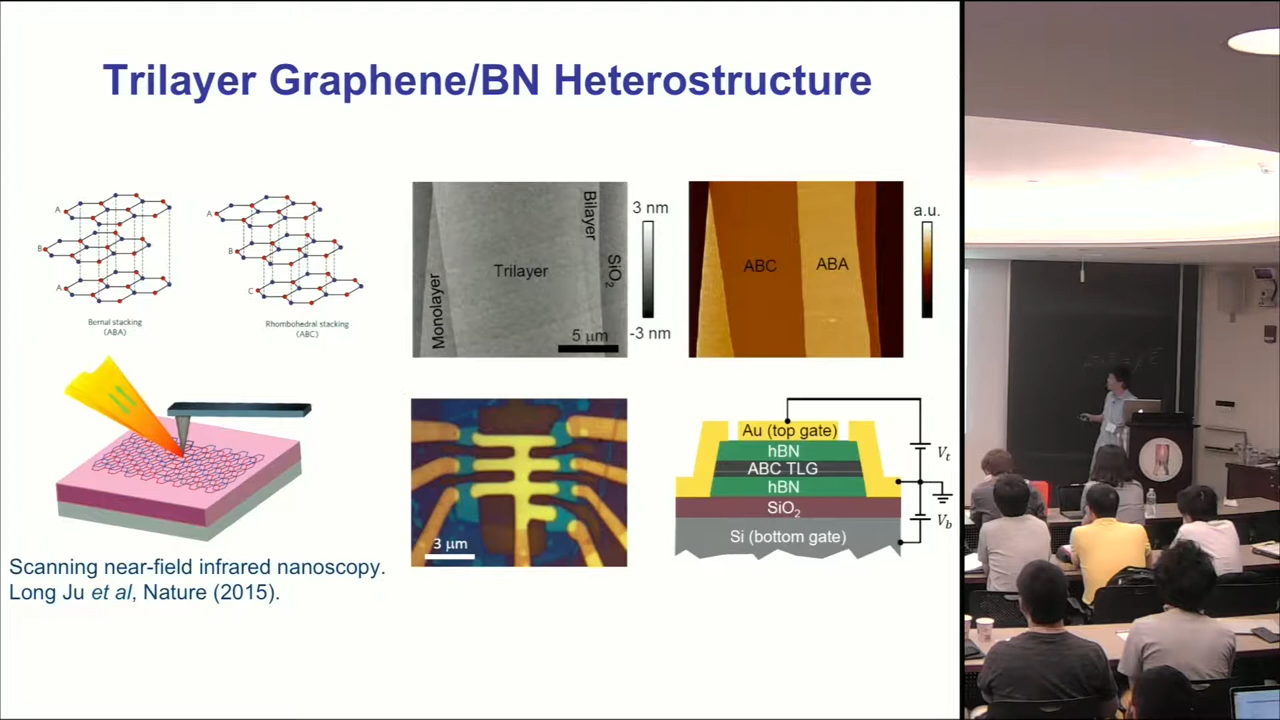 Trilayer Graphene/BN Heterostructure
A
B
A
Bernal stacking
(ABA)
A
B
C
Rhombohedral stacking
(ABC)
Monolayer
Trilayer
Bilayer
SiO2
5 μm
3 nm
-3 nm
ABC
ABA
a.u.
Scanning near-field infrared nanoscopy.
Long Ju et al, Nature (2015).
3 μm
Au (top gate)
hBN
ABC TLG
hBN
SiO2
Si (bottom gate)
Vt
Vb